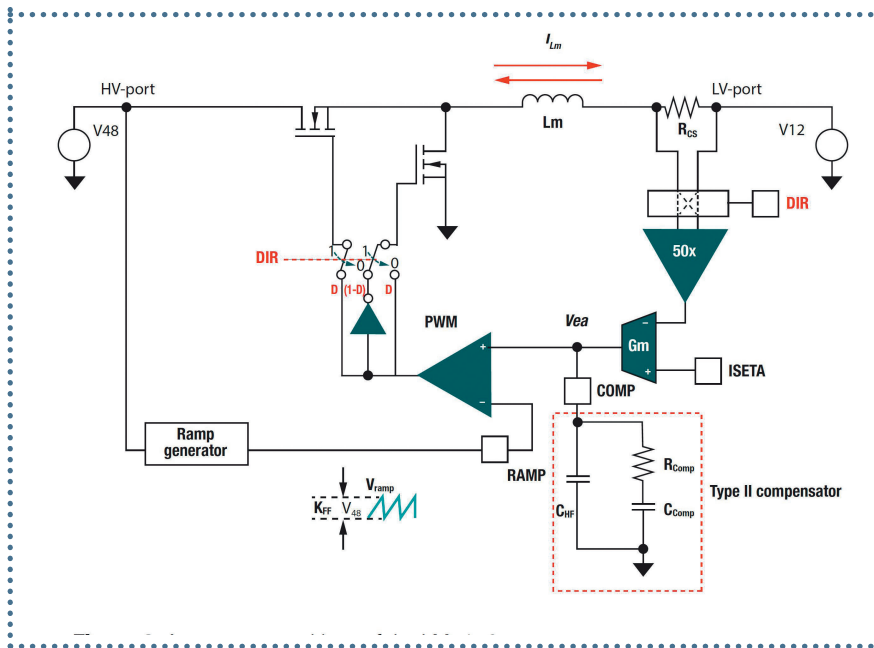 I_Lm
HV-port
LV-port
V48
Lm
R_CS
V12
DIR
50x
DIR
1
0
1
0
D
(1-D)
D
PWM
Vea
Gm
ISETA
COMP
Ramp
generator
RAMP
V_ramp
K_FF V_48
C_HF
R_Comp
C_Comp
Type II compensator